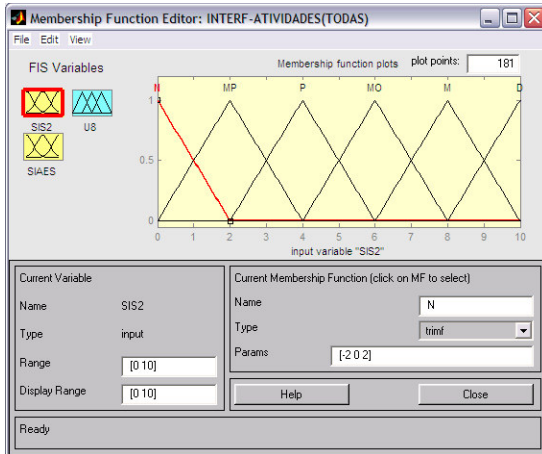 Membership Function Editor: INTERF-ATIVIDADES(TODAS)
File Edit View
FIS Variables
Membership function plots plot points: 181
SIS2 U8
SIAES
N MP P MO M D
1
0.5
0
0 1 2 3 4 5 6 7 8 9 10
input variable "SIS2"
Current Variable
Name SIS2
Type input
Range [0 10]
Display Range [0 10]
Current Membership Function (click on MF to select)
Name N
Type trimf
Params [-2 0 2]
Help Close
Ready